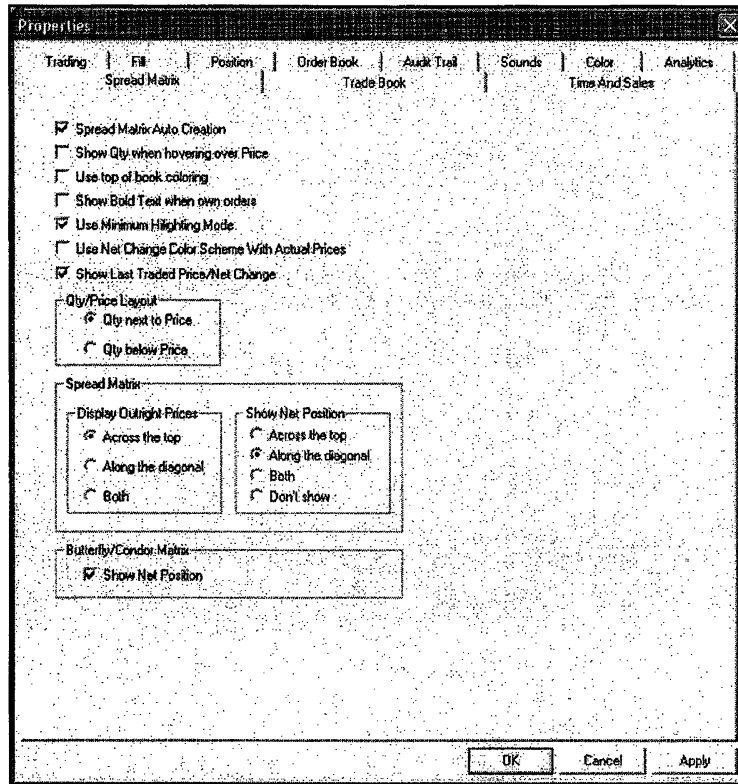 Properties
Trading Fill Position Order Book Audit Trail Sounds Color Analytics
Spread Matrix Trade Book Time And Sales
Spread Matrix Auto Creation
Show Qty when hovering over Price
Use top of book coloring
Show Bold Text when own orders
Use Minimum Hilighting Mode
Use Net Change Color Scheme With Actual Prices
Show Last Traded Price/Net Change
Qty/Price Layout
Qty next to Price
Qty below Price
Spread Matrix
Display Outright Prices
Across the top
Along the diagonal
Both
Show Net Position
Across the top
Along the diagonal
Both
Don't show
Butterfly/Condor Matrix
Show Net Position
OK Cancel Apply